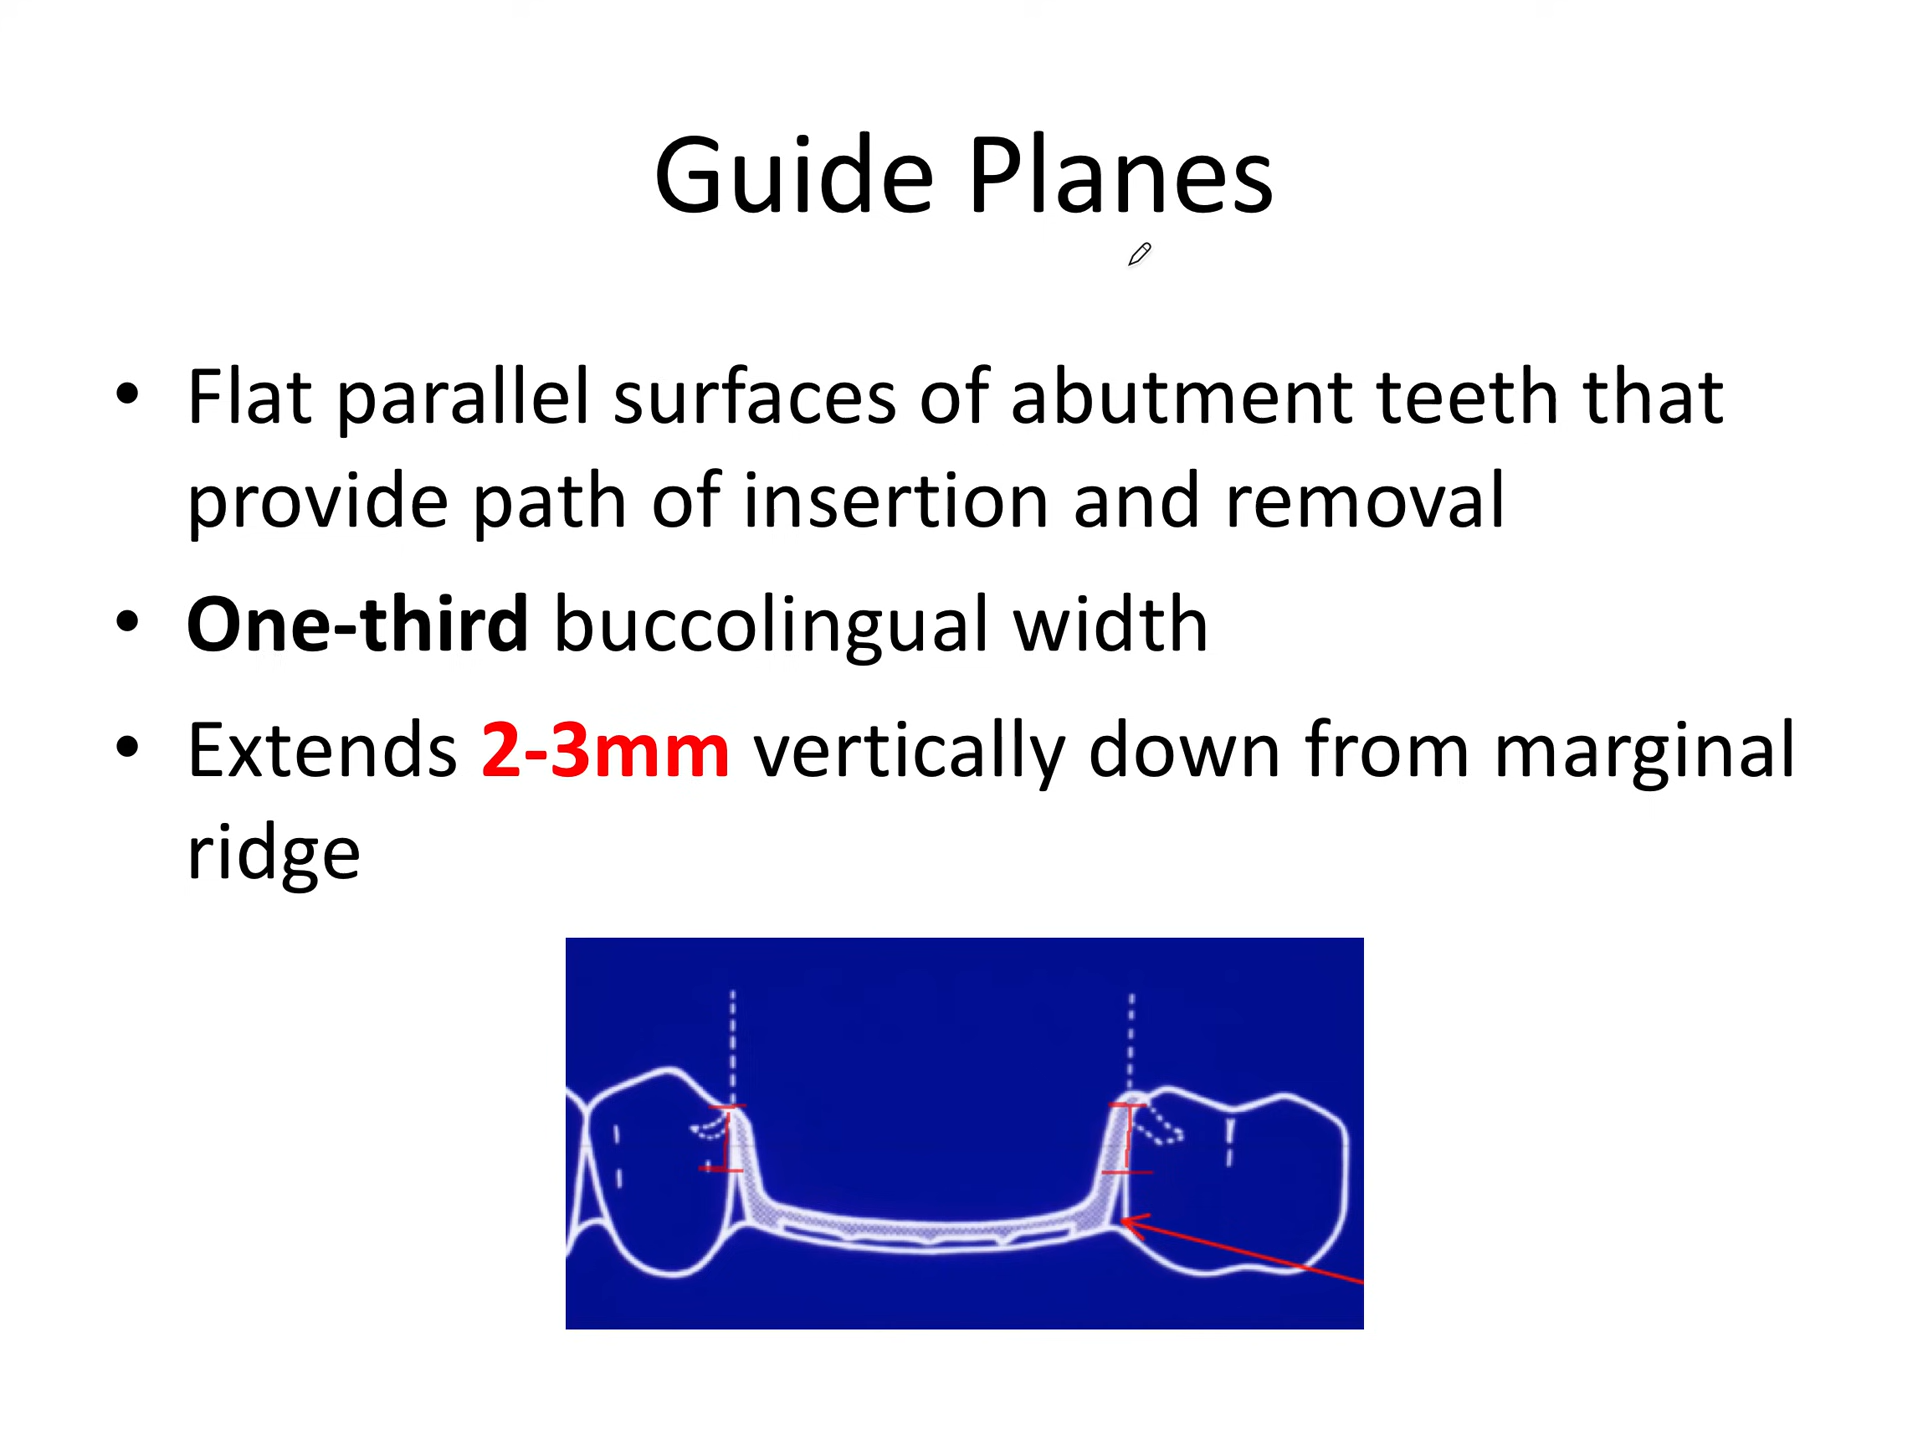 Guide Planes
• Flat parallel surfaces of abutment teeth that
provide path of insertion and removal
• One-third buccolingual width
• Extends 2-3mm vertically down from marginal
ridge